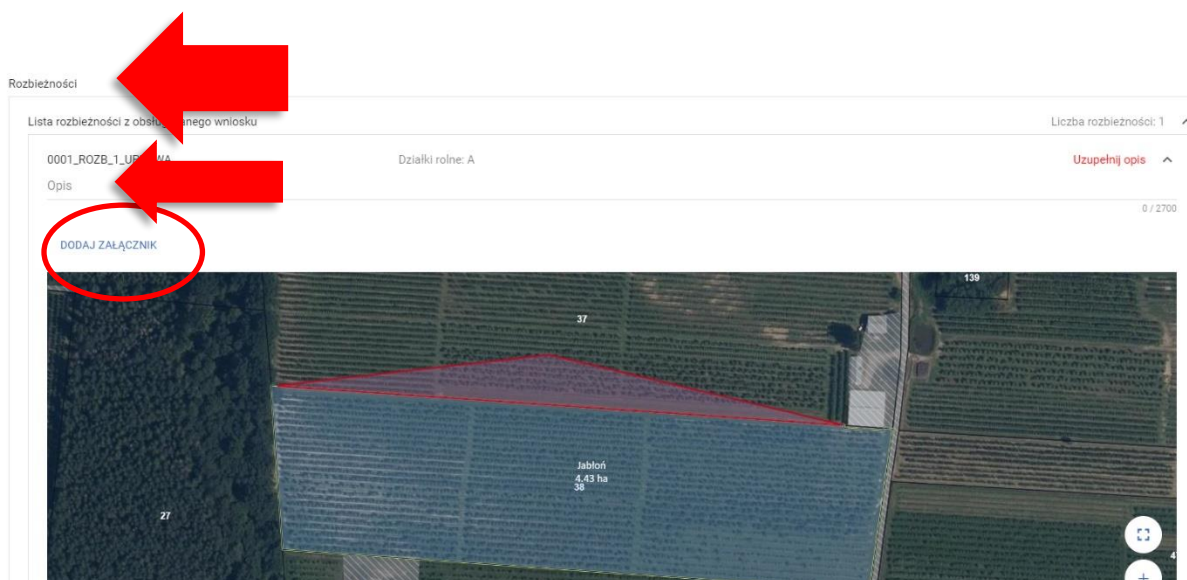 Rozbieżności
Lista rozbieżności z wniosku Liczba rozbieżności: 1
Działki rolne: A Uzupełnij opis
Opis
0 / 2700
DODAJ ZAŁĄCZNIK
139
37
Jabłoń
4.43 ha
38
27